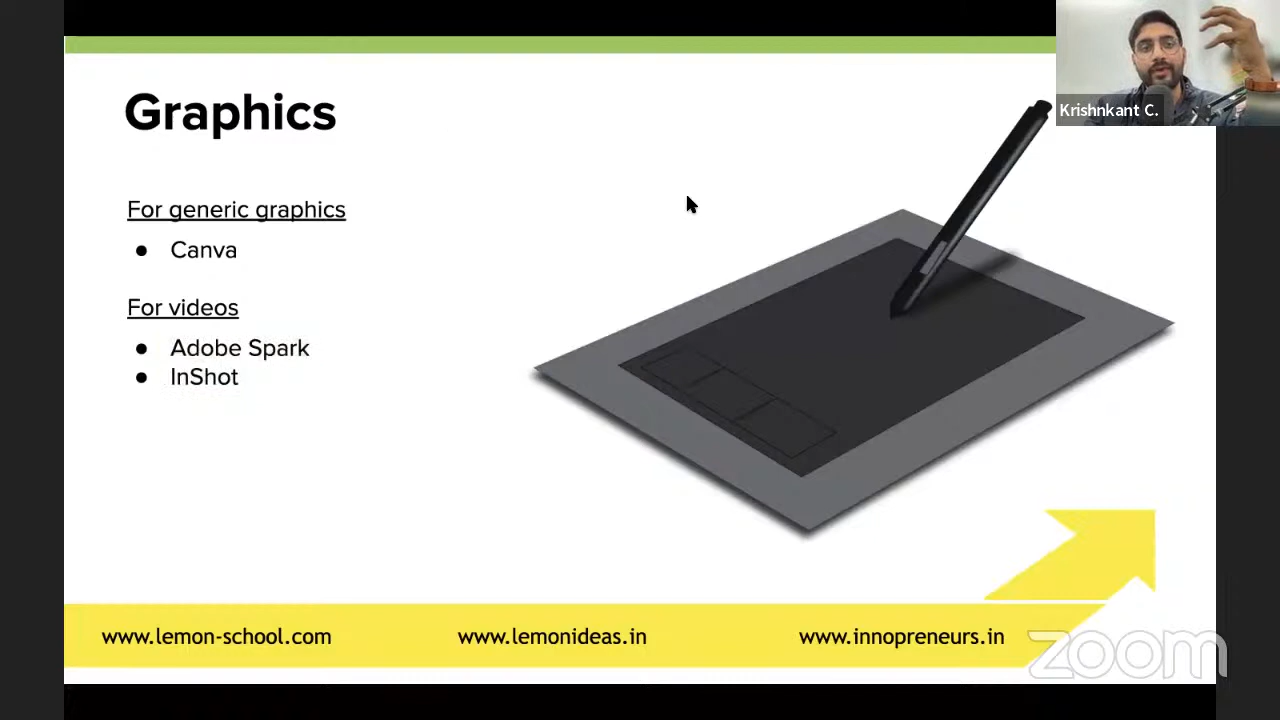 Graphics
Krishnkant C.
For generic graphics
● Canva
For videos
● Adobe Spark
● InShot
www.lemon-school.com www.lemonideas.in www.innopreneurs.in
zoom